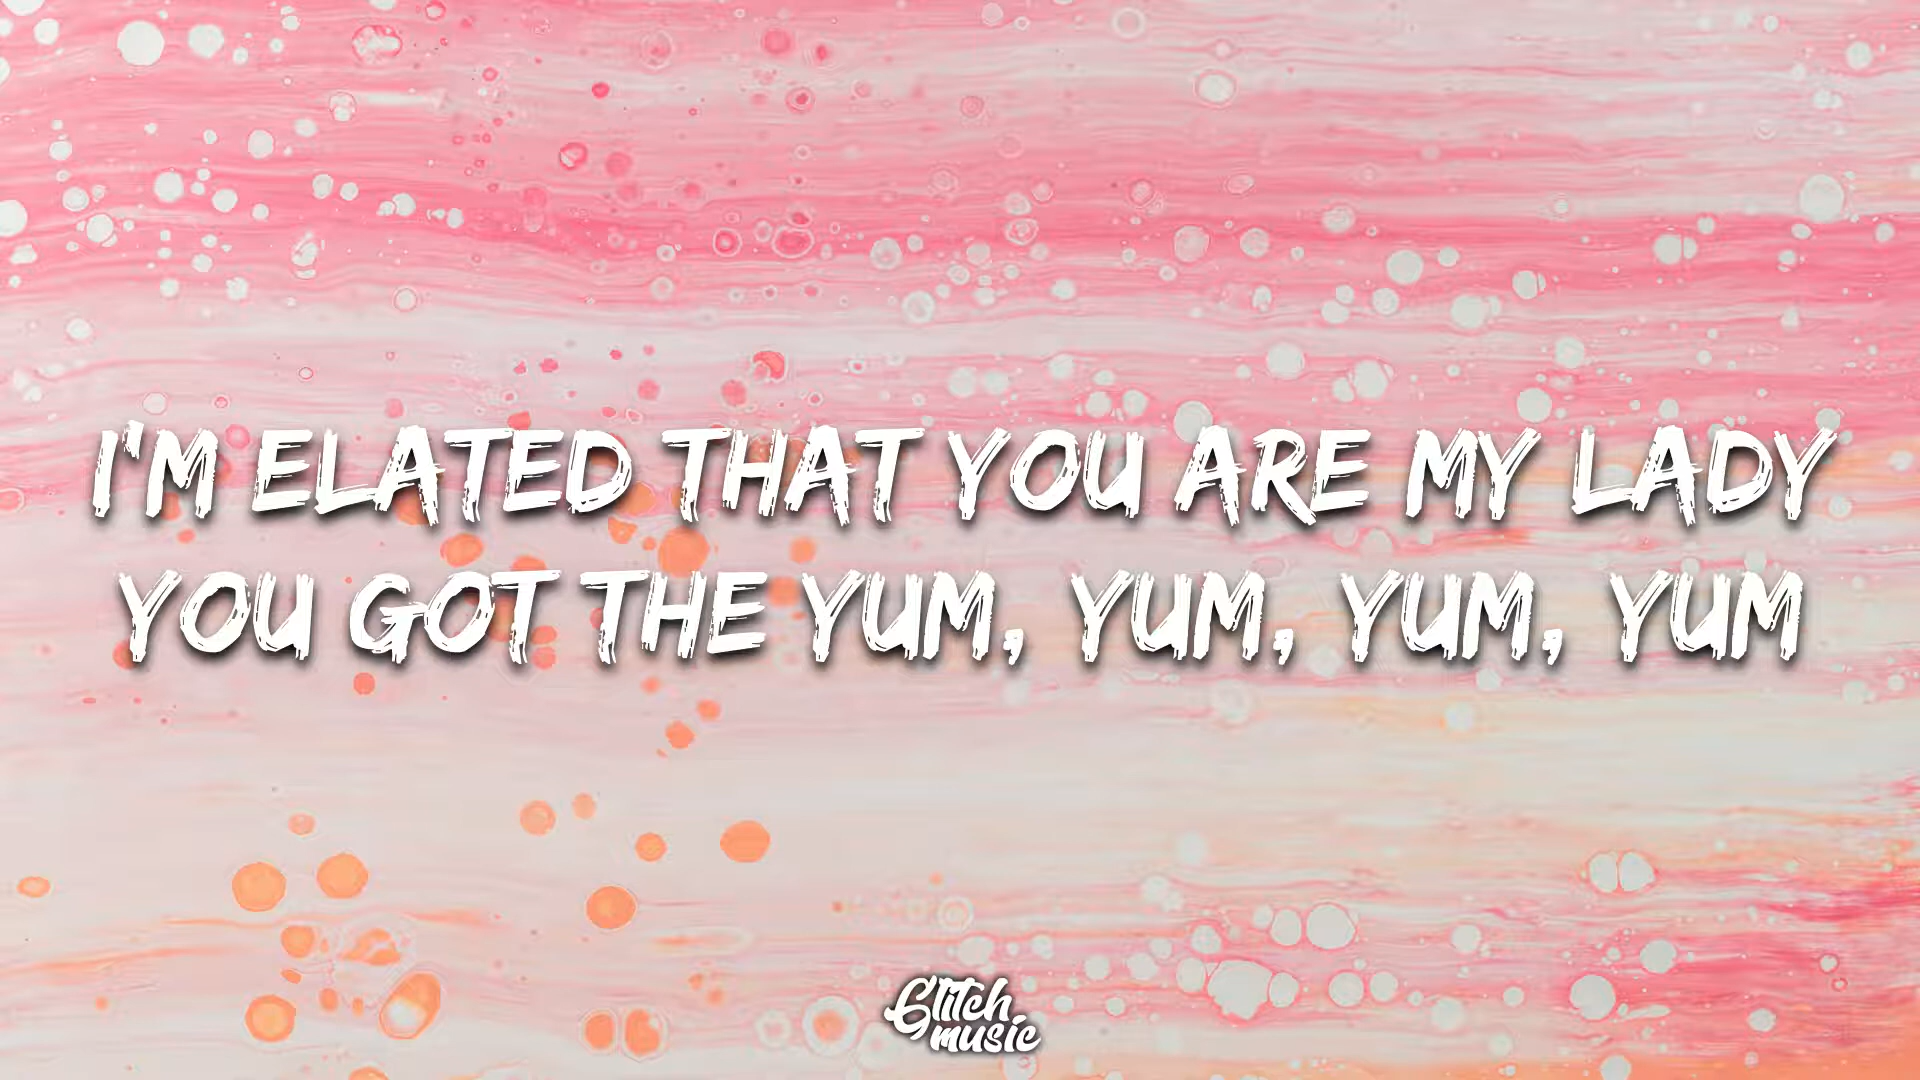 I'M ELATED THAT YOU ARE MY LADY
YOU GOT THE YUM, YUM, YUM, YUM
Glitch
music